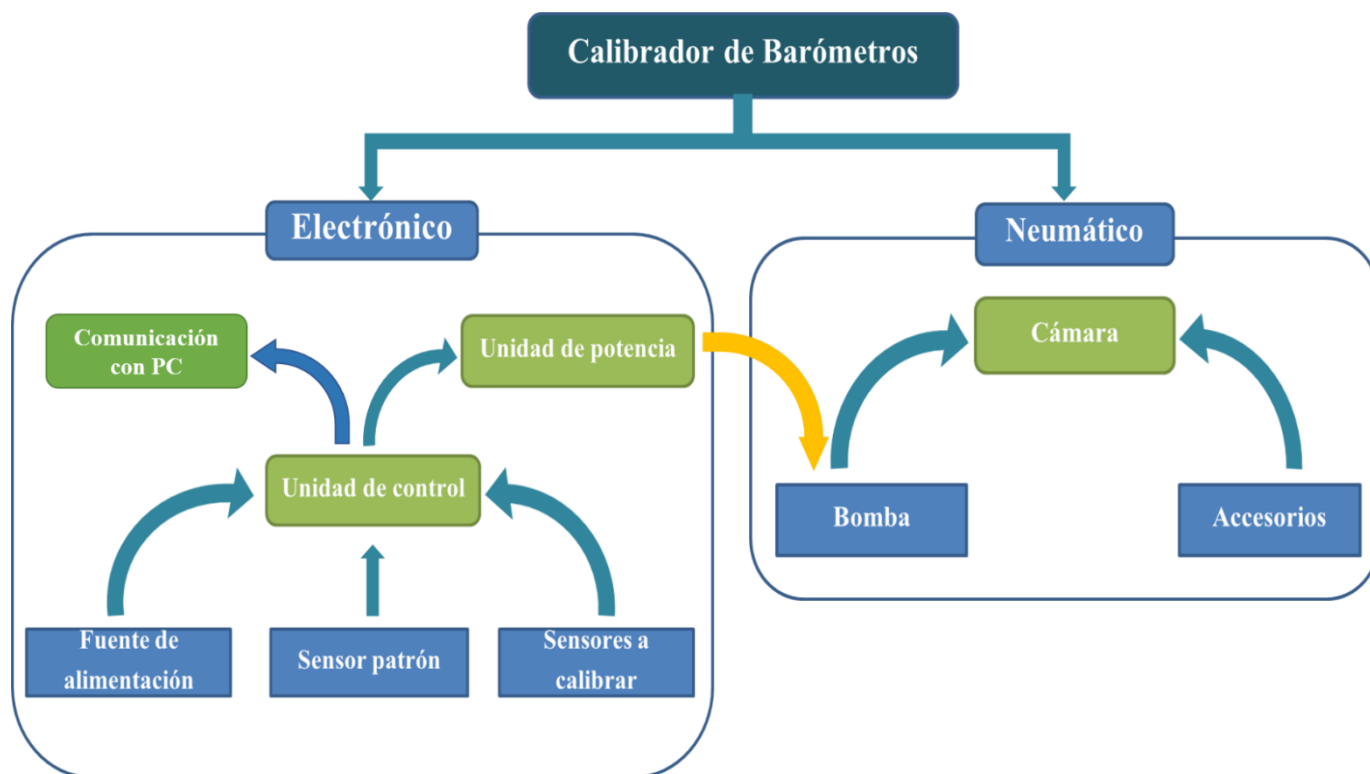 Calibrador de Barómetros
Electrónico
Neumático
Comunicación
con PC
Unidad de potencia
Cámara
Unidad de control
Bomba
Accesorios
Fuente de
alimentación
Sensor patrón
Sensores a
calibrar